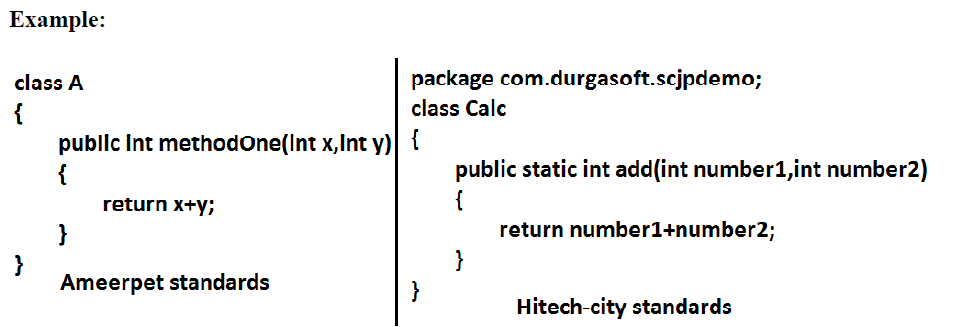 Example:
class A
{
public int methodOne(int x,int y)
{
return x+y;
}
}
Ameerpet standards
package com.durgasoft.scjpdemo;
class Calc
{
public static int add(int number1,int number2)
{
return number1+number2;
}
}
Hitech-city standards